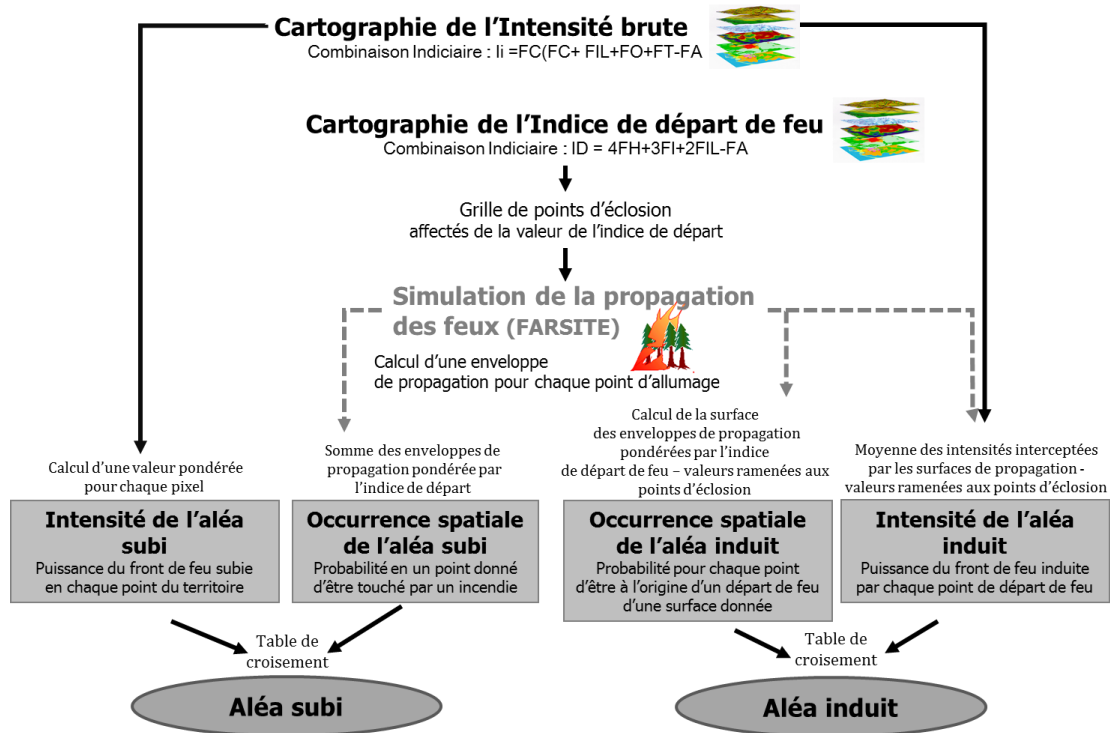 Cartographie de l'Intensité brute
Combinaison Indiciaire : Ii =FC(FC+ FIL+FO+FT-FA
Cartographie de l'Indice de départ de feu
Combinaison Indiciaire : ID = 4FH+3FI+2FIL-FA
Grille de points d'éclosion
affectés de la valeur de l'indice de départ
Simulation de la propagation
des feux (FARSITE)
Calcul d'une enveloppe
de propagation pour chaque point d'allumage
Calcul d'une valeur pondérée
pour chaque pixel
Somme des enveloppes de
propagation pondérée par
l'indice de départ
Calcul de la surface
des enveloppes de propagation
pondérées par l'indice
de départ de feu – valeurs ramenées aux
points d'éclosion
Moyenne des intensités interceptées
par les surfaces de propagation -
valeurs ramenées aux points d'éclosion
Intensité de l'aléa
subi
Puissance du front de feu subie
en chaque point du territoire
Occurrence spatiale
de l'aléa subi
Probabilité en un point donné
d'être touché par un incendie
Occurrence spatiale
de l'aléa induit
Probabilité pour chaque point
d'être à l'origine d'un départ de feu
d'une surface donnée
Intensité de l'aléa
induit
Puissance du front de feu induite
par chaque point de départ de feu
Table de
croisement
Table de
croisement
Aléa subi
Aléa induit